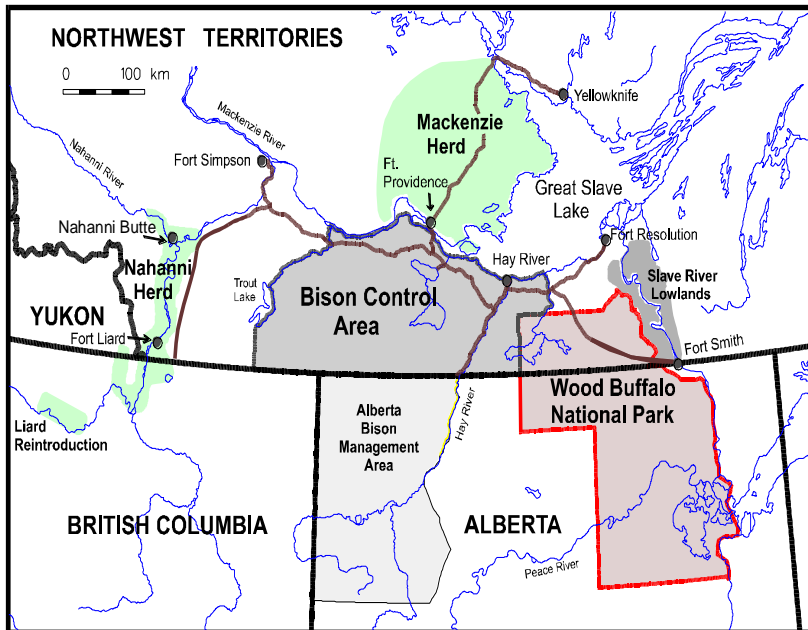 NORTHWEST TERRITORIES
0 100 km
Yellowknife
Mackenzie River
Mackenzie
Herd
Nahanni River
Fort Simpson
Ft.
Providence
Great Slave
Lake
Nahanni Butte
Fort Resolution
Nahanni
Herd
Hay River
Slave River
Lowlands
Trout
Lake
Bison Control
Area
YUKON
Fort Liard
Fort Smith
Wood Buffalo
National Park
Alberta
Bison
Management
Area
Hay River
Liard
Reintroduction
BRITISH COLUMBIA
ALBERTA
Peace River